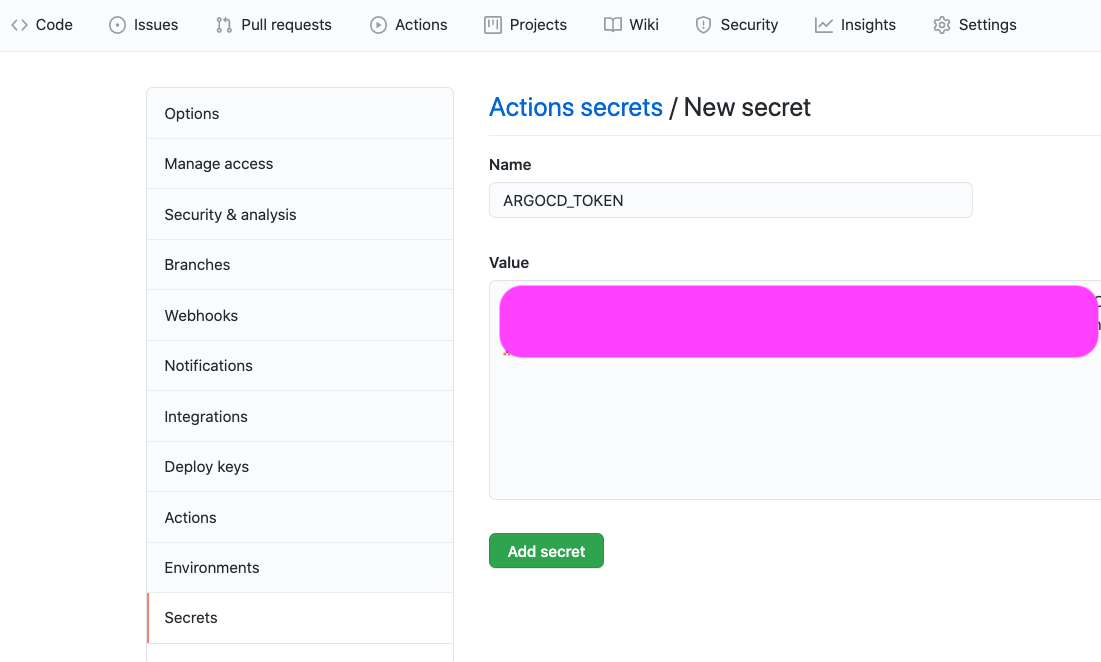 Code Issues Pull requests Actions Projects Wiki Security Insights Settings
Options
Manage access
Security & analysis
Branches
Webhooks
Notifications
Integrations
Deploy keys
Actions
Environments
Secrets
Actions secrets / New secret
Name
ARGOCD_TOKEN
Value
Add secret